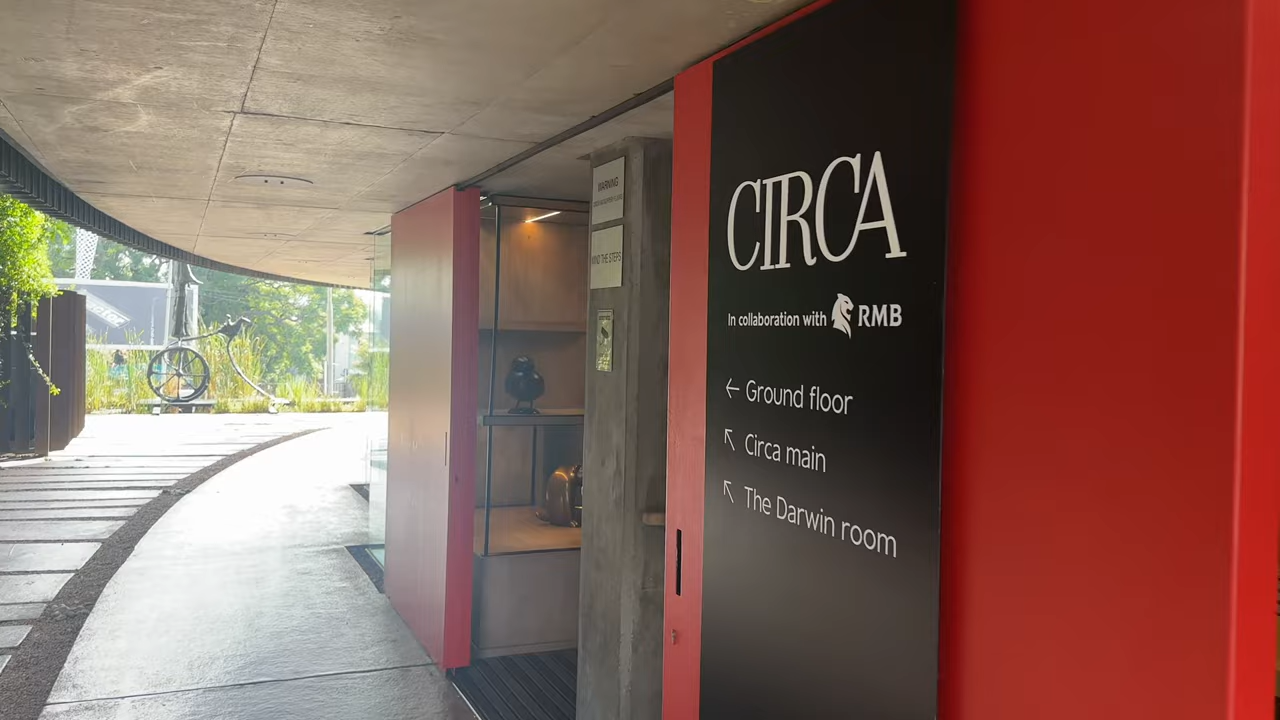 WARNING
MIND THE STEPS
CIRCA
In collaboration with RMB
← Ground floor
↖ Circa main
↖ The Darwin room